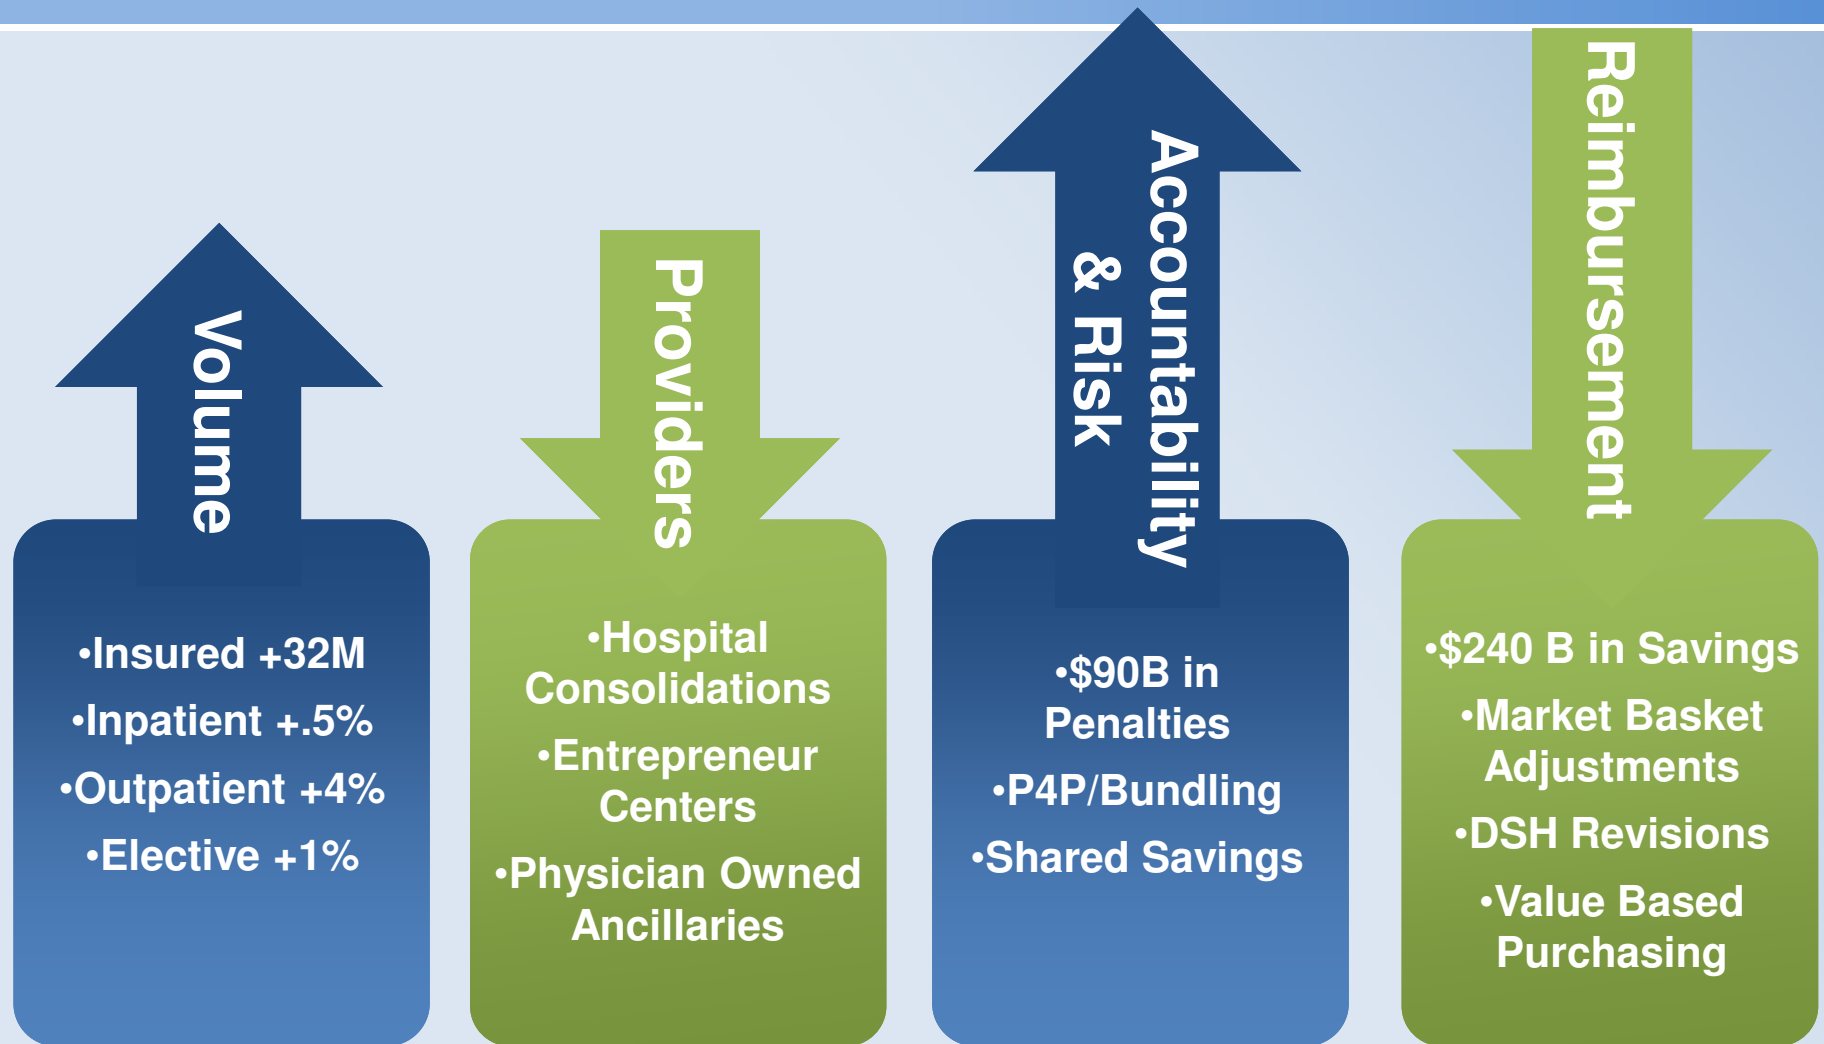 Volume
•Insured +32M
•Inpatient +.5%
•Outpatient +4%
•Elective +1%
Providers
•Hospital
Consolidations
•Entrepreneur
Centers
•Physician Owned
Ancillaries
Accountability
& Risk
•$90B in
Penalties
•P4P/Bundling
•Shared Savings
Reimbursement
•$240 B in Savings
•Market Basket
Adjustments
•DSH Revisions
•Value Based
Purchasing